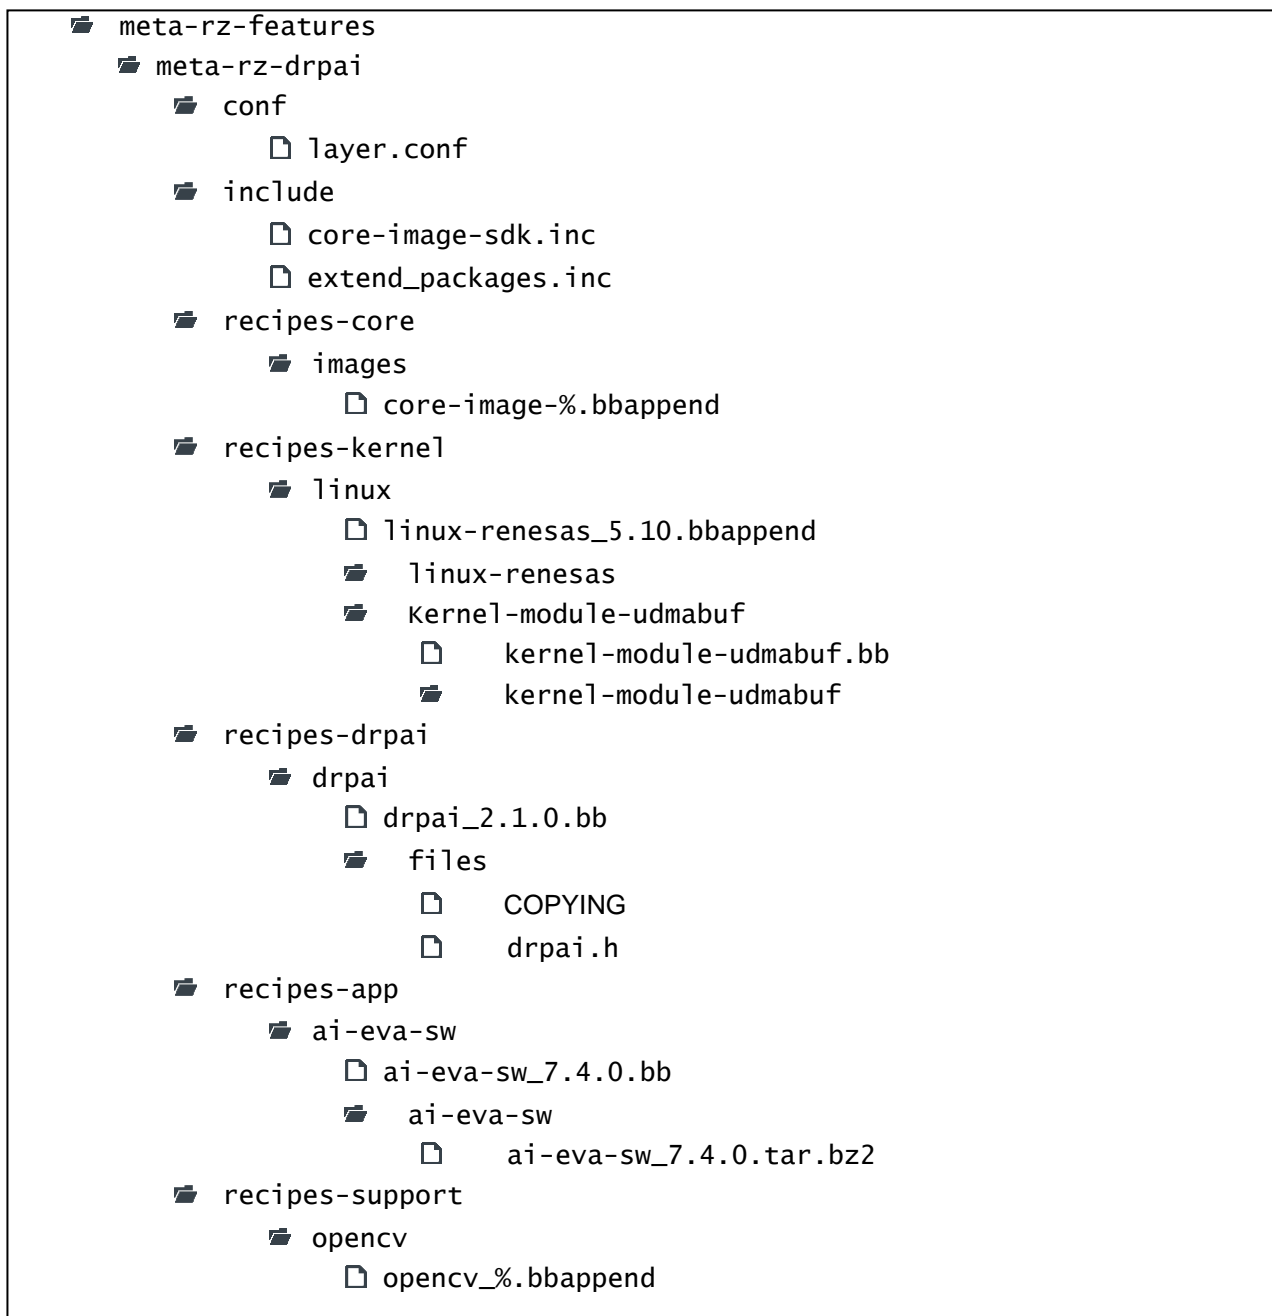 meta-rz-features
meta-rz-drpai
conf
layer.conf
include
core-image-sdk.inc
extend_packages.inc
recipes-core
images
core-image-%.bbappend
recipes-kernel
linux
linux-renesas_5.10.bbappend
linux-renesas
Kernel-module-udmabuf
kernel-module-udmabuf.bb
kernel-module-udmabuf
recipes-drpai
drpai
drpai_2.1.0.bb
files
COPYING
drpai.h
recipes-app
ai-eva-sw
ai-eva-sw_7.4.0.bb
ai-eva-sw
ai-eva-sw_7.4.0.tar.bz2
recipes-support
opencv
opencv_%.bbappend